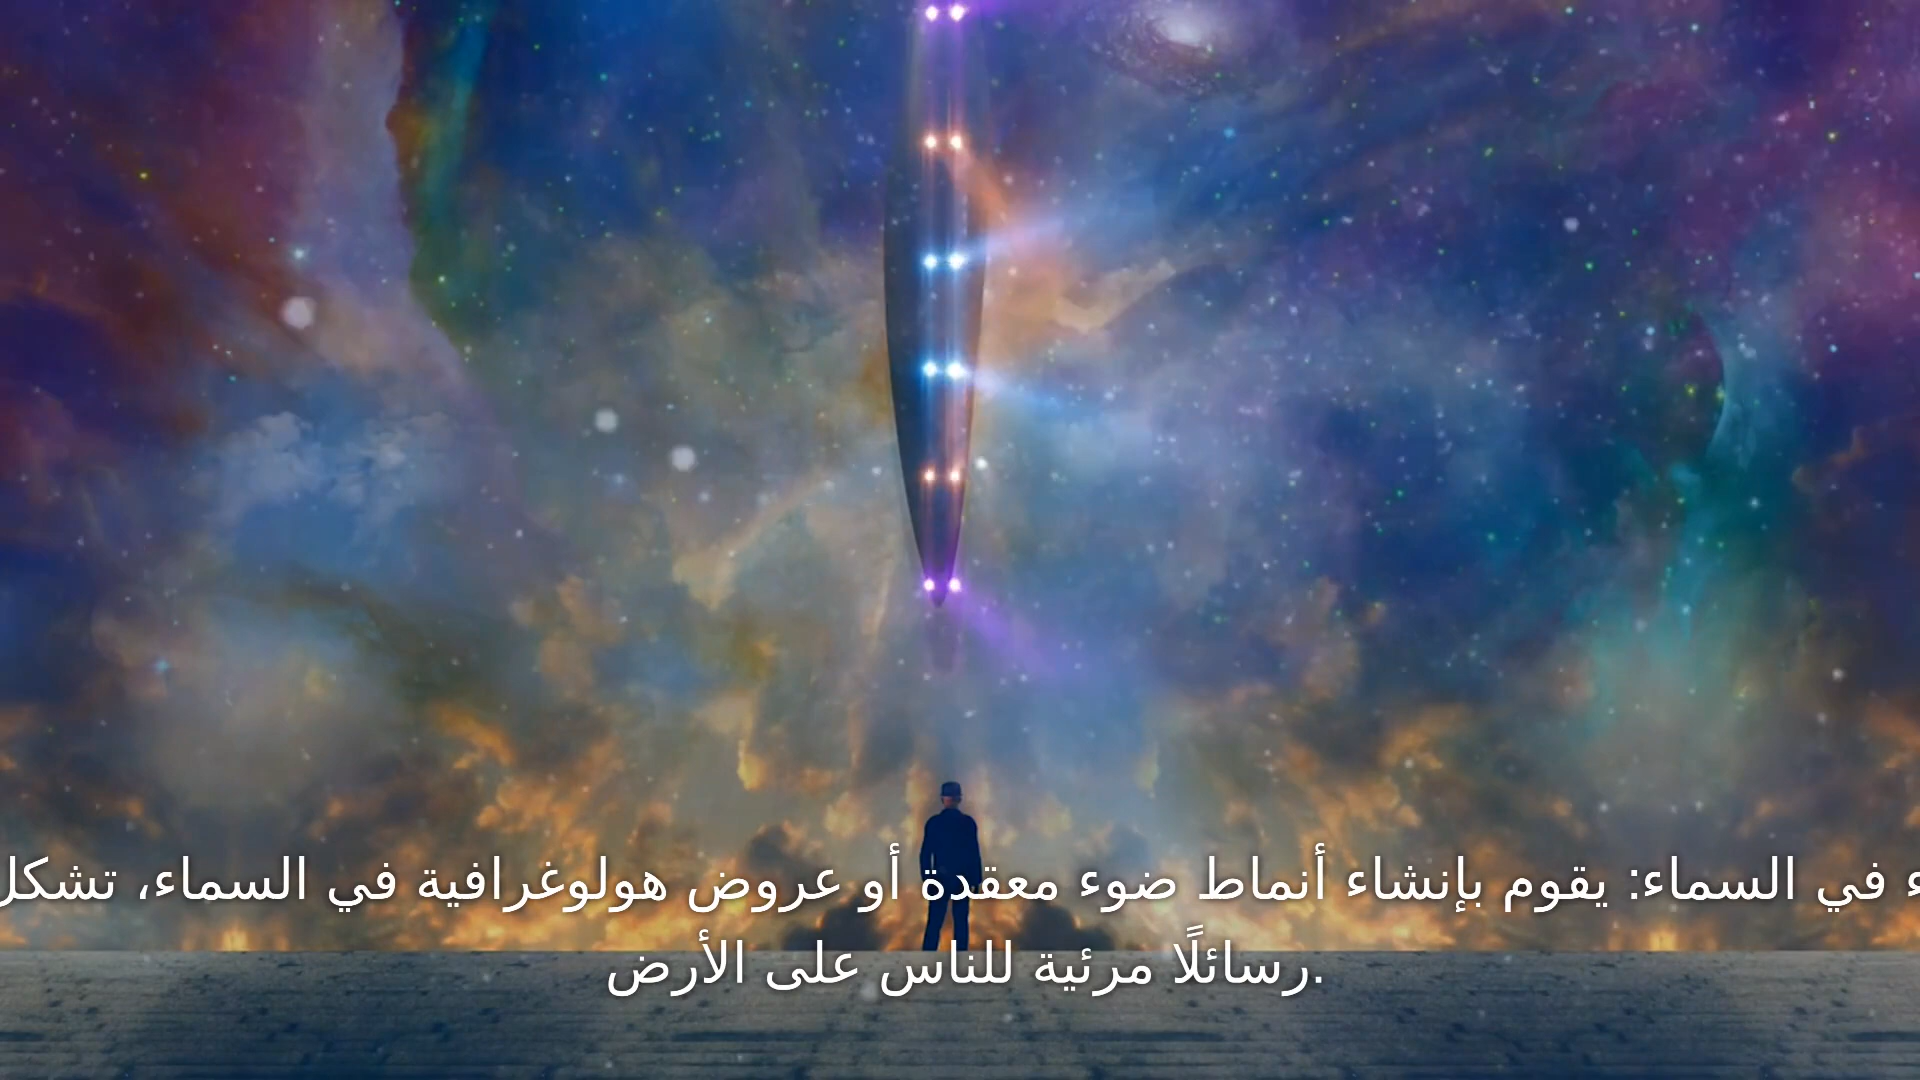 في السماء: يقوم بإنشاء أنماط ضوء معقدة أو عروض هولوغرافية في السماء، تشكل
رسائلًا مرئية للناس على الأرض.